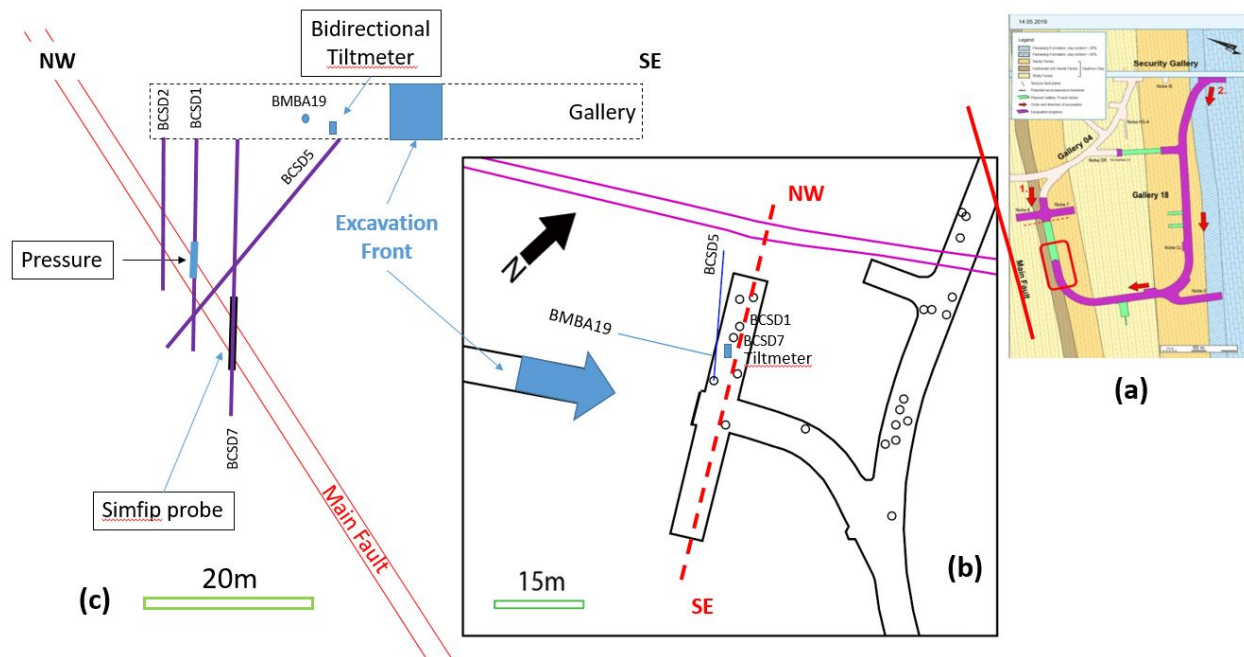 NW
Bidirectional
Tiltmeter
SE
BCSD2
BCSD1
BMBA19
BCSD5
Gallery
Excavation
Front
Pressure
BCSD7
Simfip probe
Main Fault
20m
(c)
NW
N
BCSD5
BMBA19
BCSD1
BCSD7
Tiltmeter
15m
SE
(b)
14.05.2019
Legend
Security Gallery
Gallery 04
Gallery 18
1.
2.
Main Fault
(a)